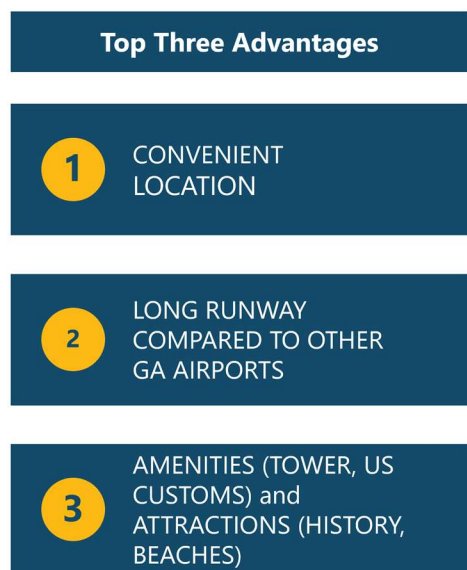 Top Three Advantages
1
CONVENIENT
LOCATION
2
LONG RUNWAY
COMPARED TO OTHER
GA AIRPORTS
3
AMENITIES (TOWER, US
CUSTOMS) and
ATTRACTIONS (HISTORY,
BEACHES)